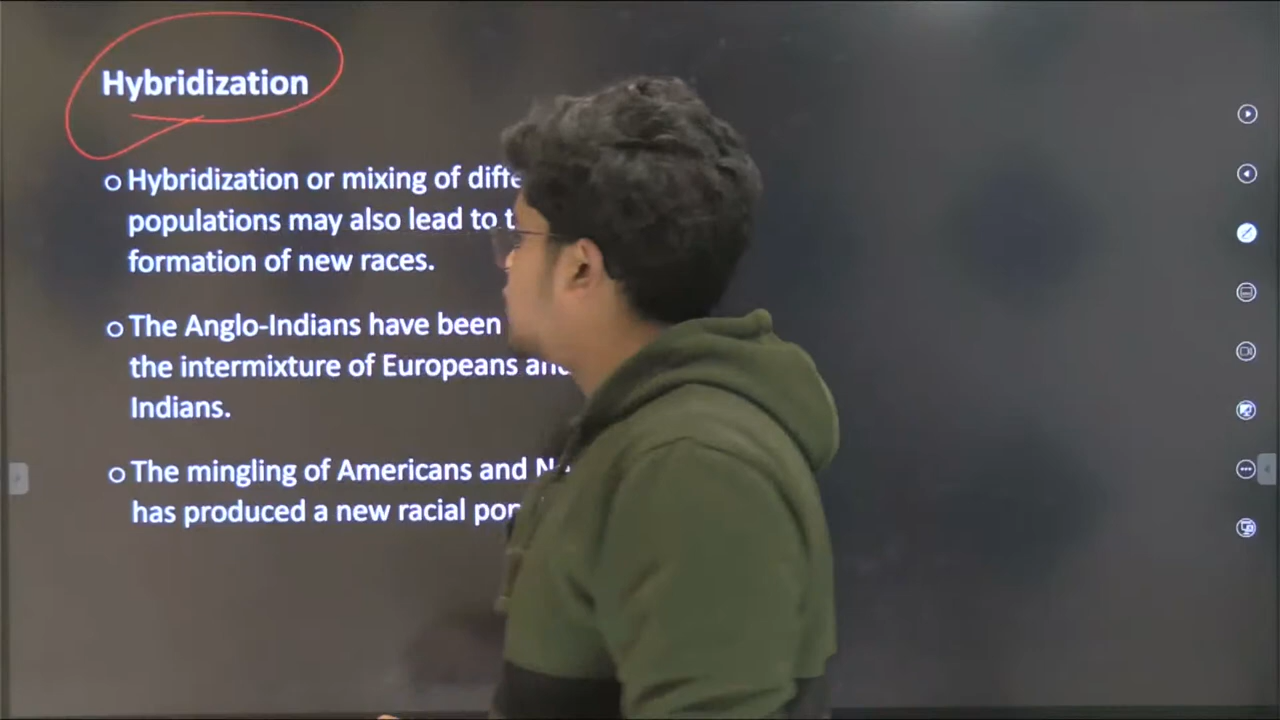 Hybridization
Hybridization or mixing of
populations may also lead to
formation of new races.
The Anglo-Indians have been
the intermixture of Europeans and
Indians.
The mingling of Americans and
has produced a new racial